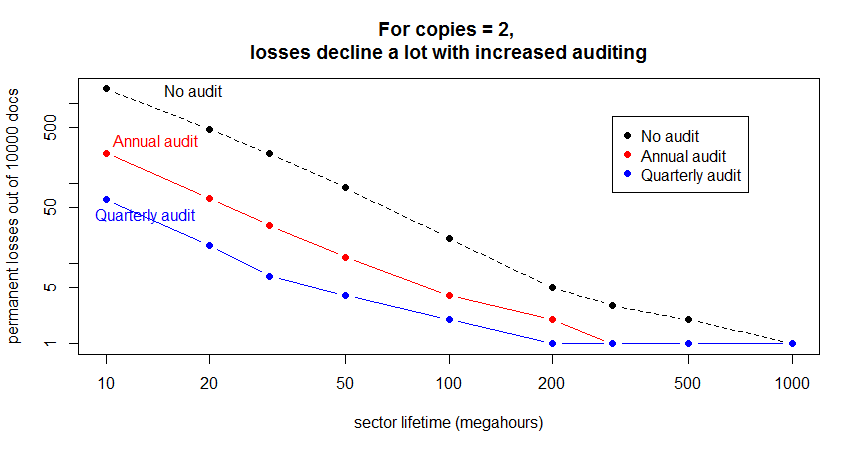 For copies = 2,
losses decline a lot with increased auditing
permanent losses out of 10000 docs
500
50
5
1
No audit
Annual audit
Quarterly audit
No audit
Annual audit
Quarterly audit
10
20
50
100
200
500
1000
sector lifetime (megahours)